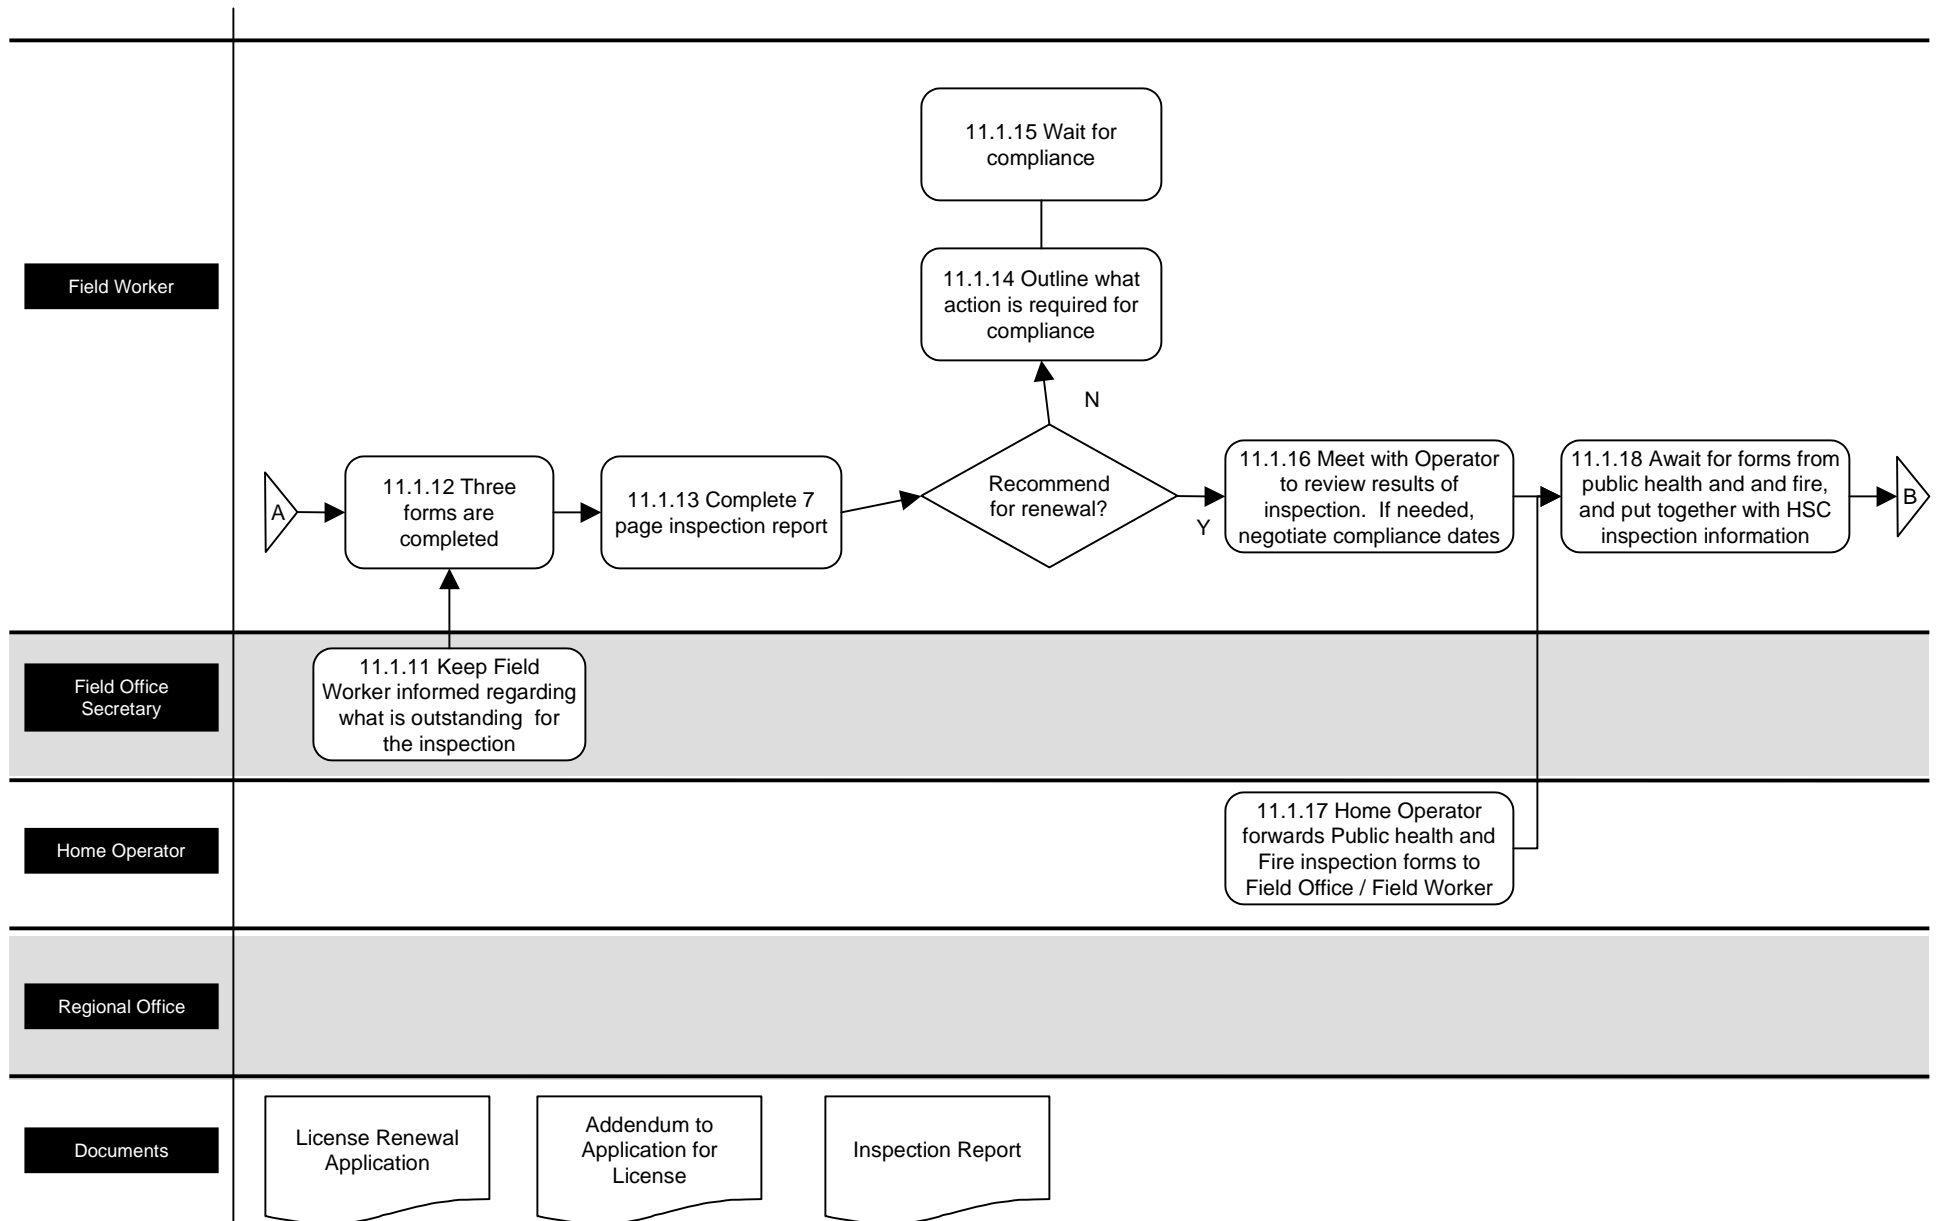 11.1.15 Wait for
compliance
Field Worker
11.1.14 Outline what
action is required for
compliance
N
A
11.1.12 Three
forms are
completed
11.1.13 Complete 7
page inspection report
Recommend
for renewal?
Y
11.1.16 Meet with Operator
to review results of
inspection. If needed,
negotiate compliance dates
11.1.18 Await for forms from
public health and and fire,
and put together with HSC
inspection information
B
Field Office
Secretary
11.1.11 Keep Field
Worker informed regarding
what is outstanding for
the inspection
Home Operator
11.1.17 Home Operator
forwards Public health and
Fire inspection forms to
Field Office / Field Worker
Regional Office
Documents
License Renewal
Application
Addendum to
Application for
License
Inspection Report